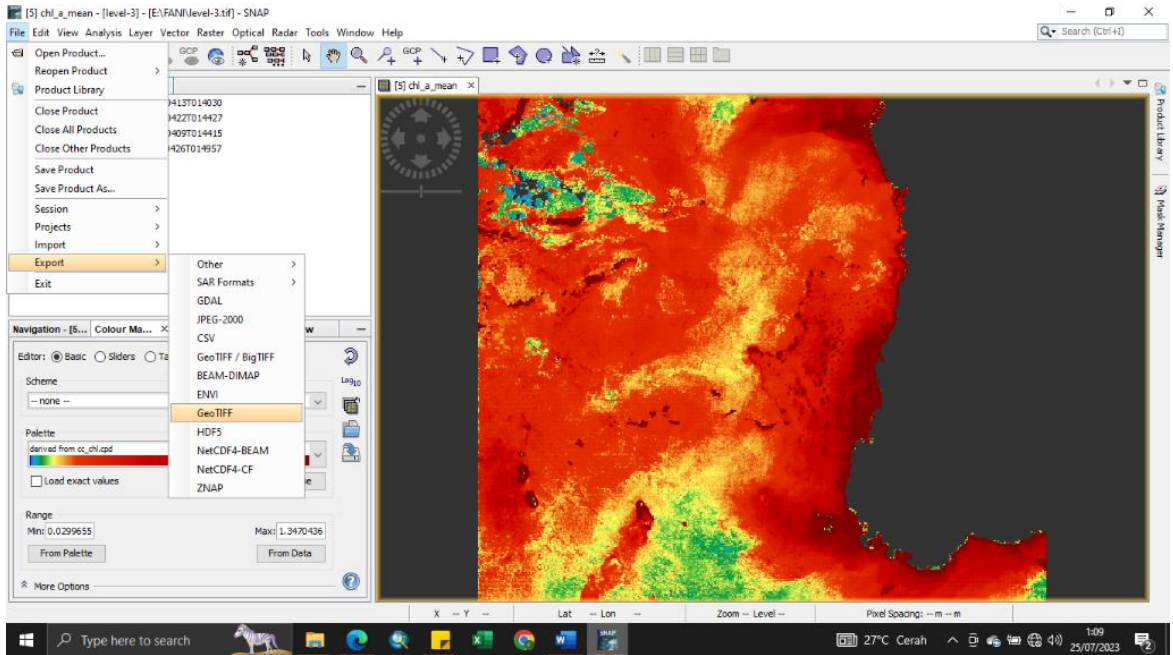 [5] chl_a_mean - [level-3] - [E:\FANI\level-3.tif] - SNAP
File Edit View Analysis Layer Vector Raster Optical Radar Tools Window Help
Search (Ctrl+I)
GCP
GCP
Open Product...
Reopen Product
Product Library
Close Product
Close All Products
Close Other Products
Save Product
Save Product As...
Session
Projects
Import
Export
Exit
0413T014030
0422T014427
0409T014415
0426T014957
Other
SAR Formats
GDAL
JPEG-2000
CSV
GeoTIFF / BigTIFF
BEAM-DIMAP
ENVI
GeoTIFF
HDF5
NetCDF4-BEAM
NetCDF4-CF
ZNAP
[5] chl_a_mean
Product Library
Mask Manager
Navigation - [5... Colour Ma...
Editor: Basic Sliders Ta
Log10
Scheme
-- none --
Palette
derived from cc_chl.cpd
Load exact values
Range
Min: 0.0299655 Max: 1.3470436
From Palette From Data
More Options
X -- Y -- Lat -- Lon -- Zoom -- Level -- Pixel Spacing: -- m -- m
Type here to search
SNAP
27°C Cerah
1:09
25/07/2023
2